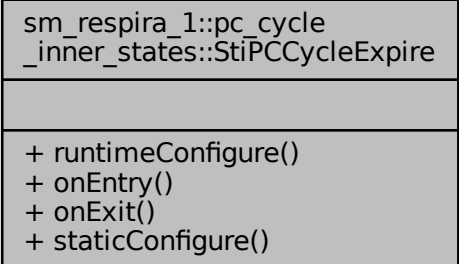 sm_respira_1::pc_cycle
_inner_states::StiPCCycleExpire
+ runtimeConfigure()
+ onEntry()
+ onExit()
+ staticConfigure()